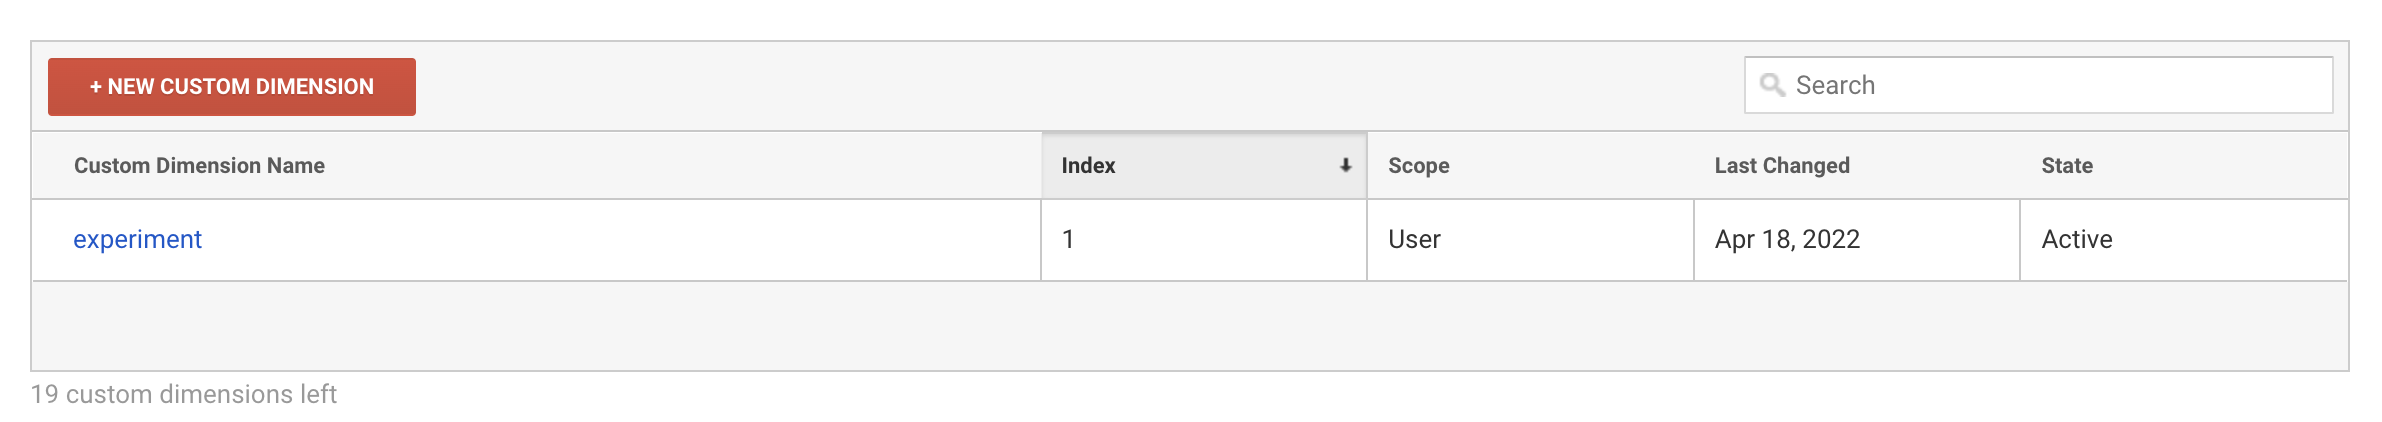 + NEW CUSTOM DIMENSION
Search
Custom Dimension Name Index Scope Last Changed State
experiment 1 User Apr 18, 2022 Active
19 custom dimensions left